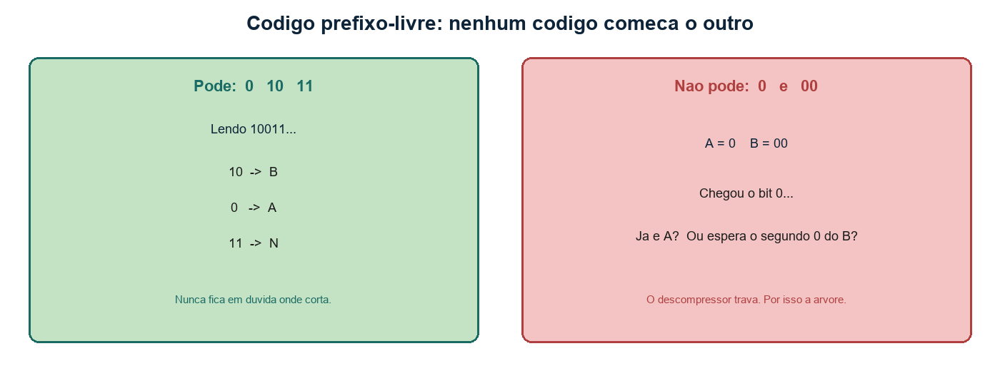 Codigo prefixo-livre: nenhum codigo comeca o outro
Pode: 0 10 11
Lendo 10011...
10 -> B
0 -> A
11 -> N
Nunca fica em duvida onde corta.
Nao pode: 0 e 00
A = 0 B = 00
Chegou o bit 0...
Ja e A? Ou espera o segundo 0 do B?
O descompressor trava. Por isso a arvore.